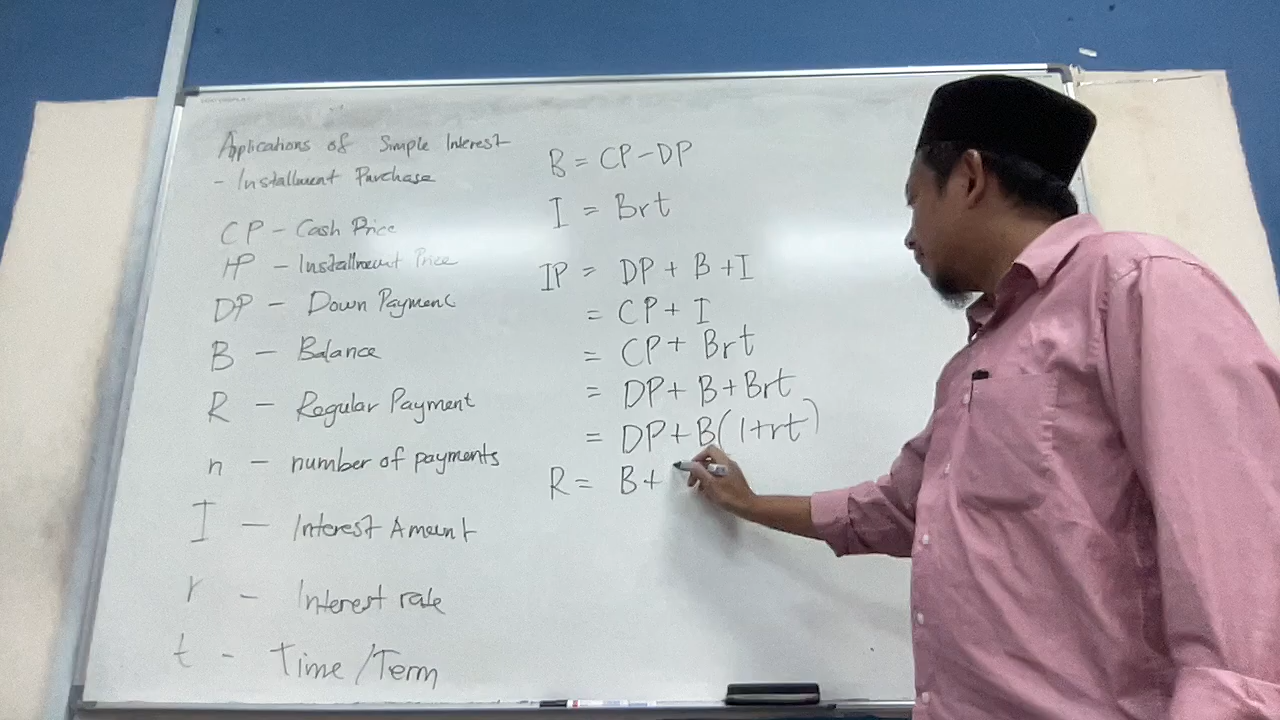 Applications of Simple Interest
- Installment Purchase
CP - Cash Price
IP - Installment Price
DP - Down Payment
B - Balance
R - Regular Payment
n - number of payments
I - Interest Amount
r - Interest rate
t - Time/Term
B = CP-DP
I = Brt
IP = DP + B + I
= CP + I
= CP + Brt
= DP + B + Brt
= DP + B(1+rt)
R = B +